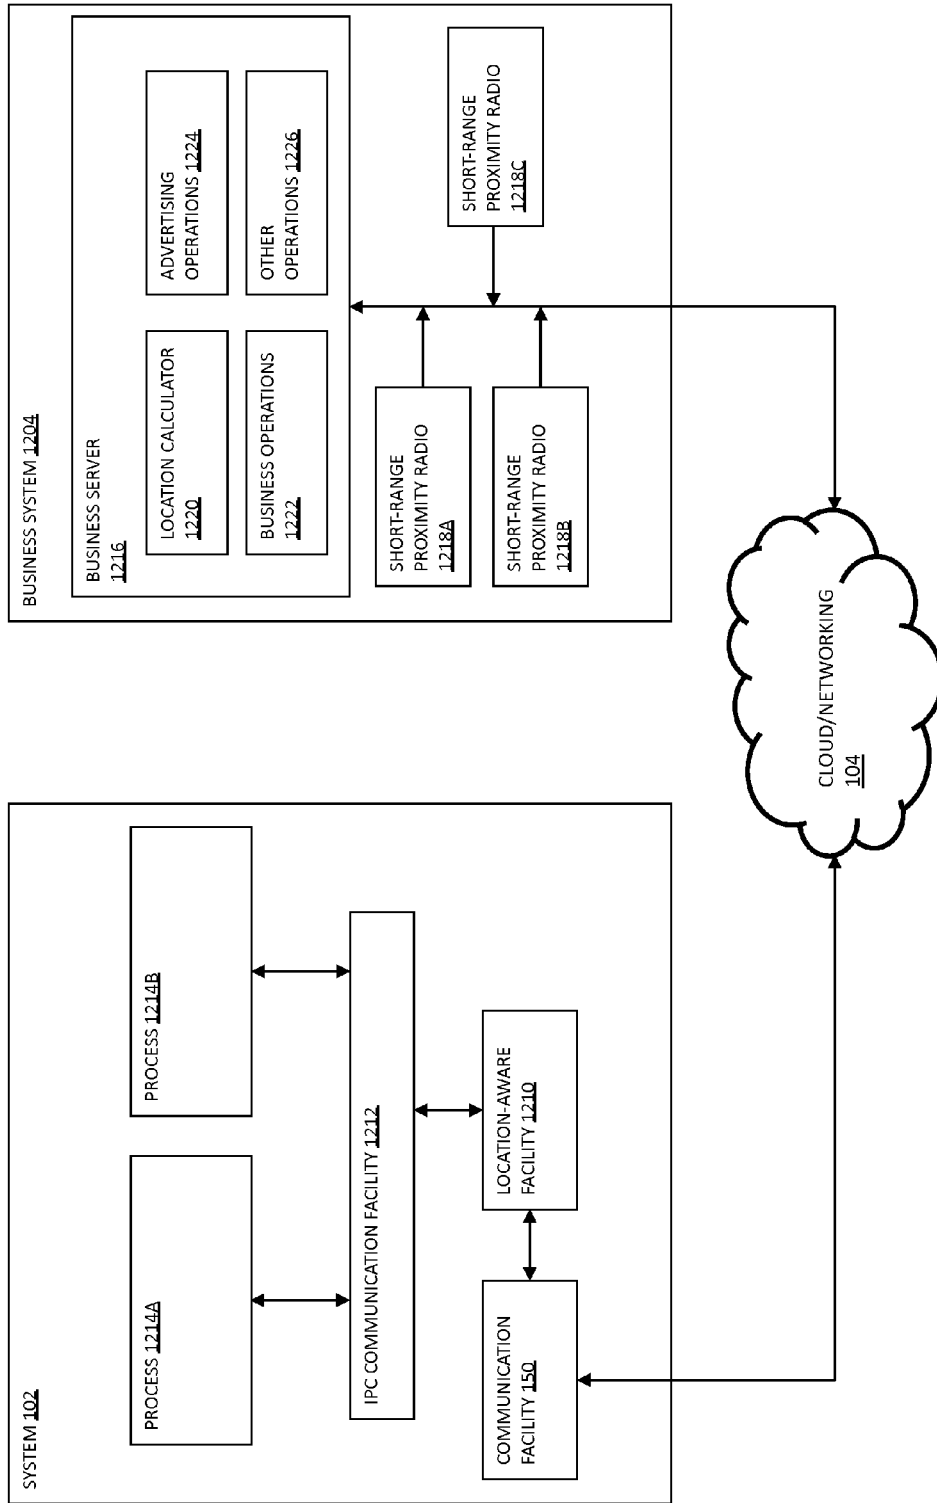 SYSTEM 102
PROCESS 1214A
PROCESS 1214B
IPC COMMUNICATION FACILITY 1212
COMMUNICATION
FACILITY 150
LOCATION-AWARE
FACILITY 1210
BUSINESS SYSTEM 1204
BUSINESS SERVER
1216
LOCATION CALCULATOR
1220
ADVERTISING
OPERATIONS 1224
BUSINESS OPERATIONS
1222
OTHER
OPERATIONS 1226
SHORT-RANGE
PROXIMITY RADIO
1218A
SHORT-RANGE
PROXIMITY RADIO
1218B
SHORT-RANGE
PROXIMITY RADIO
1218C
CLOUD/NETWORKING
104